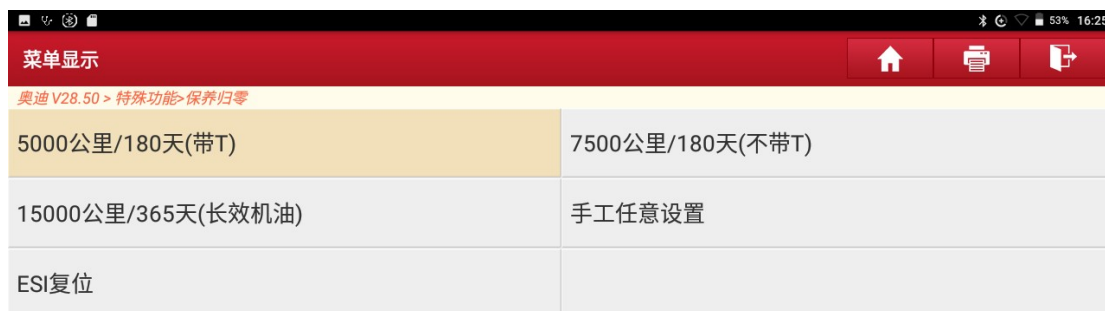 53% 16:25
菜单显示
奥迪 V28.50 > 特殊功能>保养归零
5000公里/180天(带T)
7500公里/180天(不带T)
15000公里/365天(长效机油)
手工任意设置
ESI复位